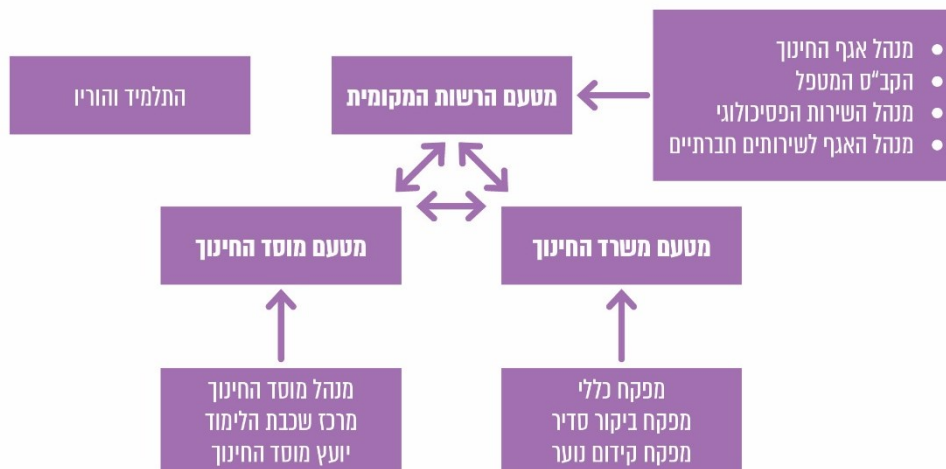 מנהל אגף החינוך
הקב"ס המטפל
מנהל השירות הפסיכולוגי
מנהל האגף לשירותים חברתיים
מטעם הרשות המקומית
התלמיד והוריו
מטעם משרד החינוך
מטעם מוסד החינוך
מפקח כללי
מפקח ביקור סדיר
מפקח קידום נוער
מנהל מוסד החינוך
מרכז שכבת הלימוד
יועץ מוסד החינוך